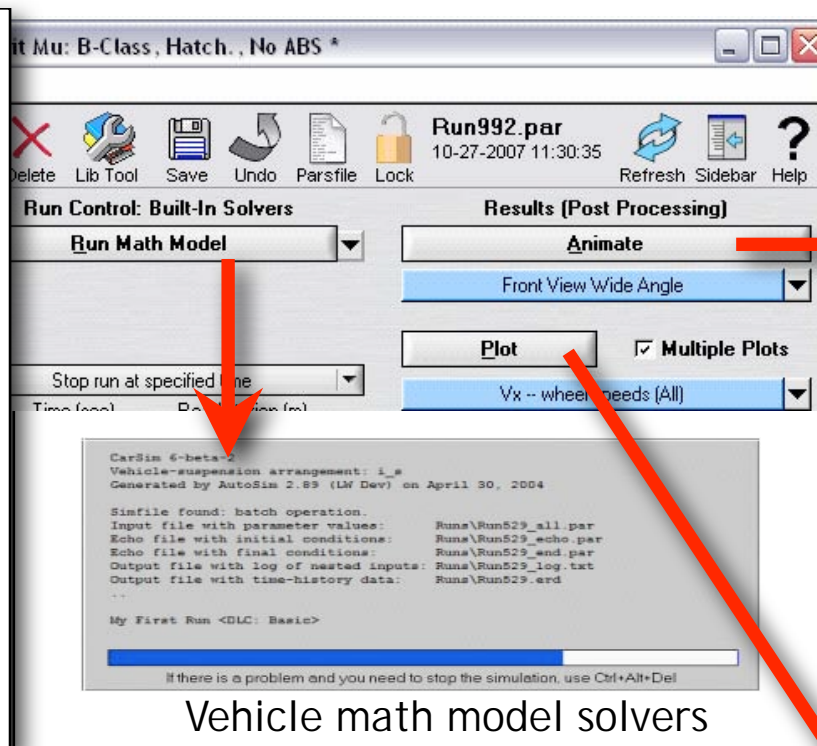 it Mu: B-Class, Hatch., No ABS *
Delete Lib Tool Save Undo Parsfile Lock
Run992.par
10-27-2007 11:30:35
Refresh Sidebar Help
Run Control: Built-In Solvers
Results (Post Processing)
Run Math Model
Animate
Front View Wide Angle
Plot
Multiple Plots
Stop run at specified
Vx -- wheel speeds (All)
CarSim 6-beta-2
Vehicle-suspension arrangement: i_s
Generated by AutoSim 2.89 (LW Dev) on April 30, 2004
Simfile found: batch operation.
Input file with parameter values: Runs\Run529_all.par
Echo file with initial conditions: Runs\Run529_echo.par
Echo file with final conditions: Runs\Run529_end.par
Output file with log of nested inputs: Runs\Run529_log.txt
Output file with time-history data: Runs\Run529.erd
..
My First Run <DLC: Basic>
If there is a problem and you need to stop the simulation, use Ctrl+Alt+Del
Vehicle math model solvers